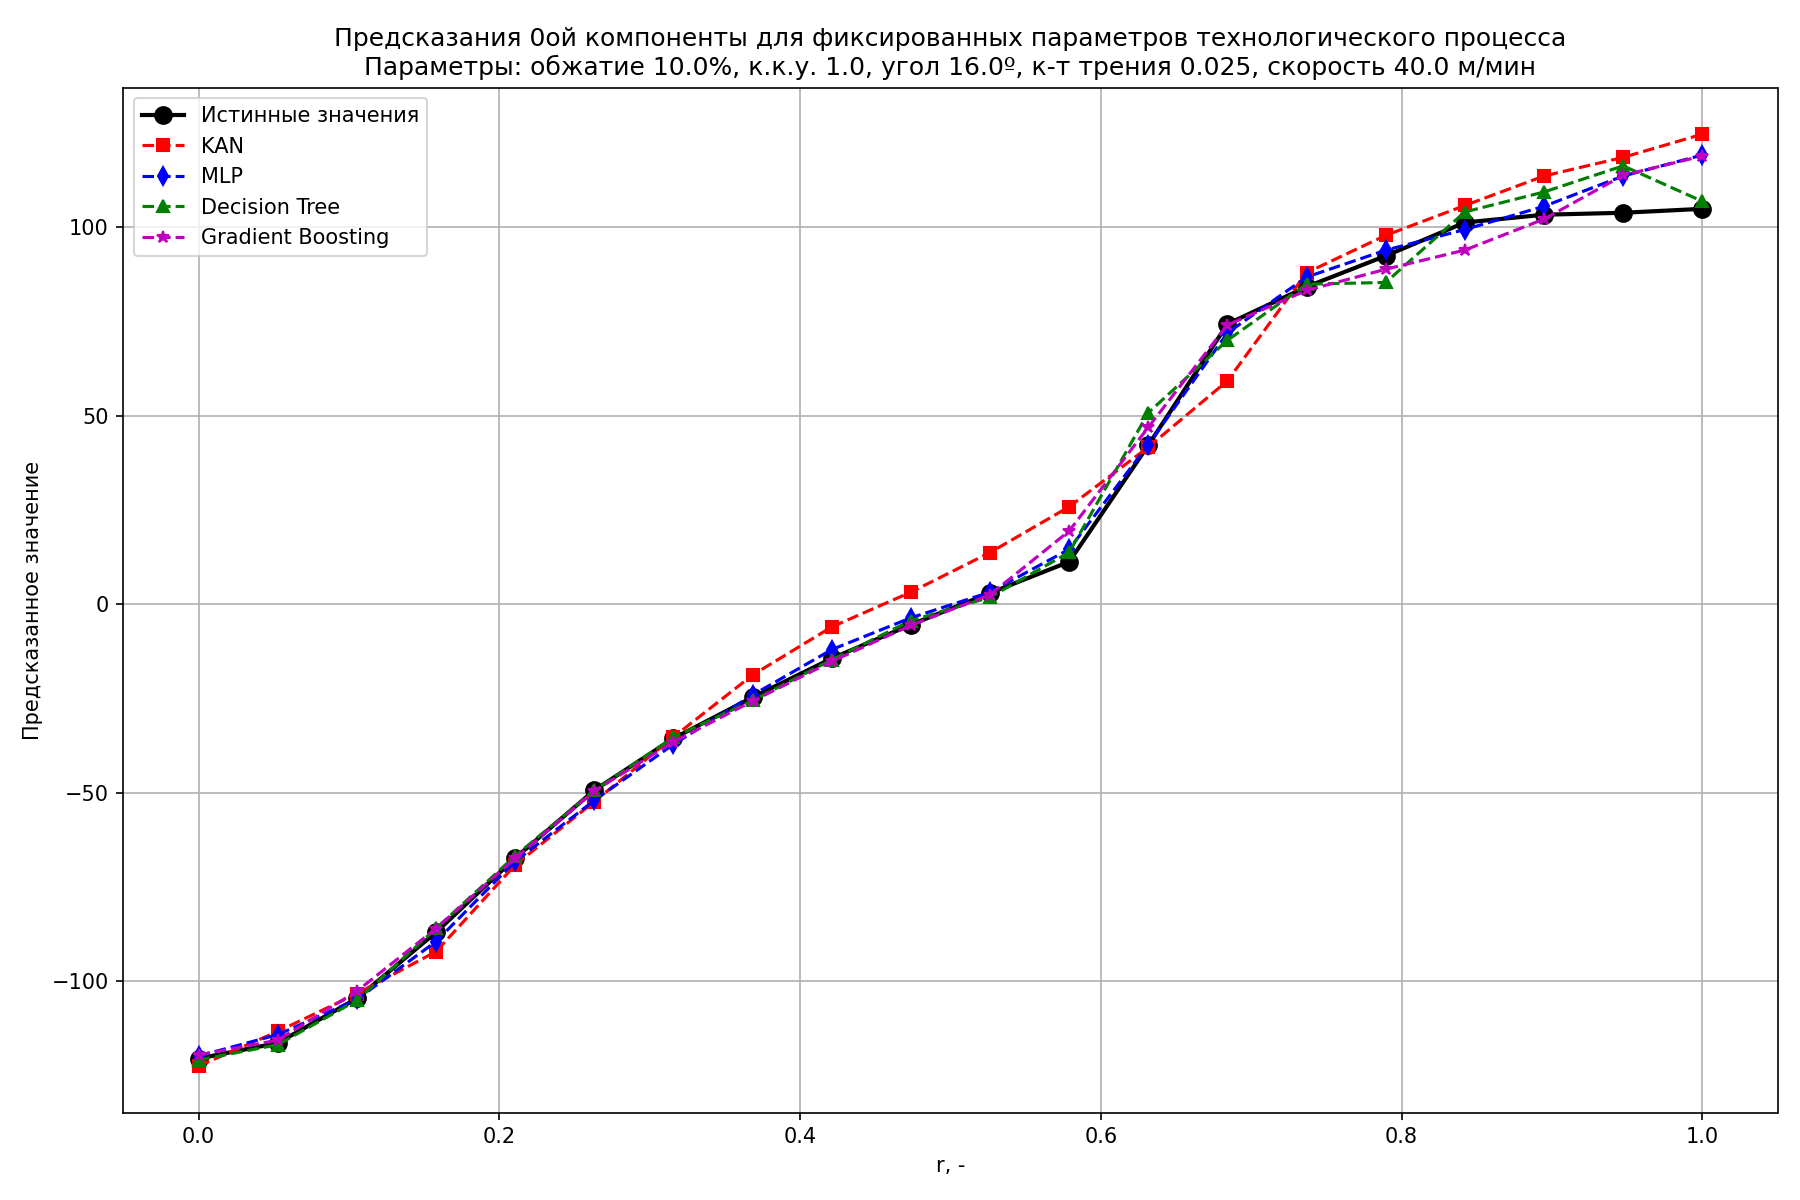 Предсказания 0ой компоненты для фиксированных параметров технологического процесса
Параметры: обжатие 10.0%, к.к.у. 1.0, угол 16.0º, к-т трения 0.025, скорость 40.0 м/мин
Истинные значения
KAN
MLP
Decision Tree
Gradient Boosting
Предсказанное значение
100
50
0
−50
−100
0.0
0.2
0.4
0.6
0.8
1.0
r, -